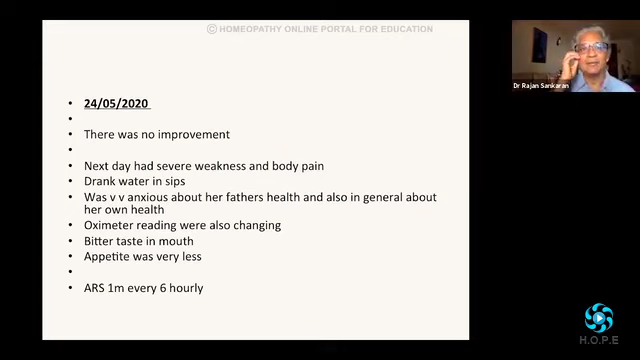 © HOMEOPATHY ONLINE PORTAL FOR EDUCATION
Dr Rajan Sankaran
• 24/05/2020
•
• There was no improvement
•
• Next day had severe weakness and body pain
• Drank water in sips
• Was v v anxious about her fathers health and also in general about
her own health
• Oximeter reading were also changing
• Bitter taste in mouth
• Appetite was very less
•
• ARS 1m every 6 hourly
H.O.P.E